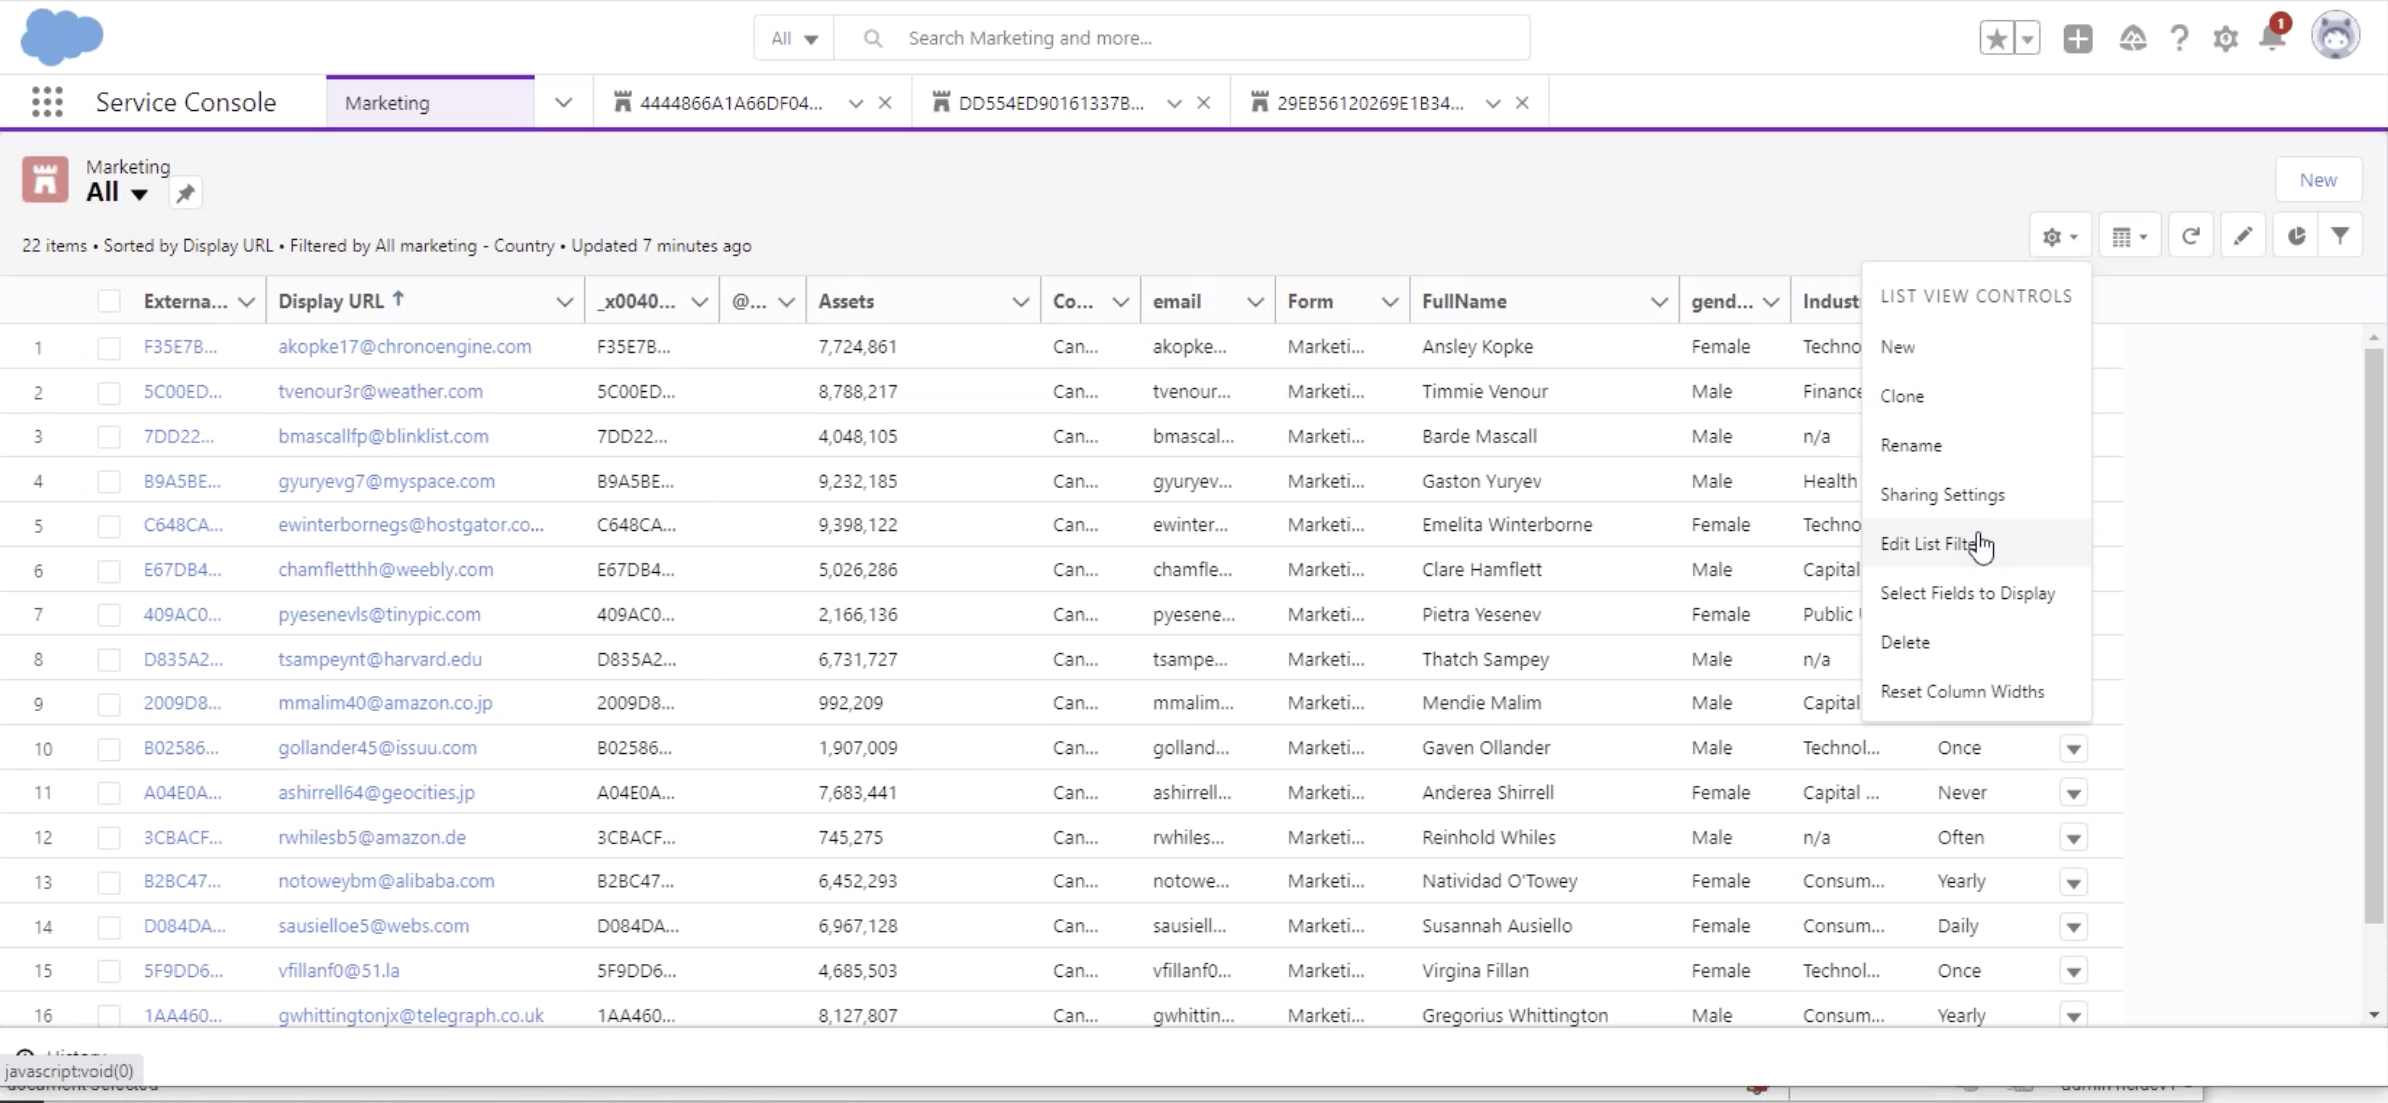 All Search Marketing and more... 1
Service Console Marketing 4444866A1A66DF04... DD554ED90161337B... 29EB56120269E1B34...
Marketing
All
New
22 items • Sorted by Display URL • Filtered by All marketing - Country • Updated 7 minutes ago
Externa... Display URL ↑ _x0040... @... Assets Co... email Form FullName gend... Indust
1 F35E7B... akopke17@chronoengine.com F35E7B... 7,724,861 Can... akopke... Marketi... Ansley Kopke Female Techno
2 5C00ED... tvenour3r@weather.com 5C00ED... 8,788,217 Can... tvenour... Marketi... Timmie Venour Male Finance
3 7DD22... bmascallfp@blinklist.com 7DD22... 4,048,105 Can... bmascal... Marketi... Barde Mascall Male n/a
4 B9A5BE... gyuryevg7@myspace.com B9A5BE... 9,232,185 Can... gyuryev... Marketi... Gaston Yuryev Male Health
5 C648CA... ewinterbornegs@hostgator.co... C648CA... 9,398,122 Can... ewinter... Marketi... Emelita Winterborne Female Techno
6 E67DB4... chamfletthh@weebly.com E67DB4... 5,026,286 Can... chamfle... Marketi... Clare Hamflett Male Capital
7 409AC0... pyesenevls@tinypic.com 409AC0... 2,166,136 Can... pyesene... Marketi... Pietra Yesenev Female Public
8 D835A2... tsampeynt@harvard.edu D835A2... 6,731,727 Can... tsampe... Marketi... Thatch Sampey Male n/a
9 2009D8... mmalim40@amazon.co.jp 2009D8... 992,209 Can... mmalim... Marketi... Mendie Malim Male Capital
10 B02586... gollander45@issuu.com B02586... 1,907,009 Can... golland... Marketi... Gaven Ollander Male Technol... Once
11 A04E0A... ashirrell64@geocities.jp A04E0A... 7,683,441 Can... ashirrell... Marketi... Anderea Shirrell Female Capital ... Never
12 3CBACF... rwhilesb5@amazon.de 3CBACF... 745,275 Can... rwhiles... Marketi... Reinhold Whiles Male n/a Often
13 B2BC47... notoweybm@alibaba.com B2BC47... 6,452,293 Can... notowe... Marketi... Natividad O'Towey Female Consum... Yearly
14 D084DA... sausielloe5@webs.com D084DA... 6,967,128 Can... sausiell... Marketi... Susannah Ausiello Female Consum... Daily
15 5F9DD6... vfillanf0@51.la 5F9DD6... 4,685,503 Can... vfillanf0... Marketi... Virgina Fillan Female Technol... Once
16 1AA460... gwhittingtonjx@telegraph.co.uk 1AA460... 8,127,807 Can... gwhittin... Marketi... Gregorius Whittington Male Consum... Yearly
LIST VIEW CONTROLS
New
Clone
Rename
Sharing Settings
Edit List Filte
Select Fields to Display
Delete
Reset Column Widths
History
javascript:void(0)